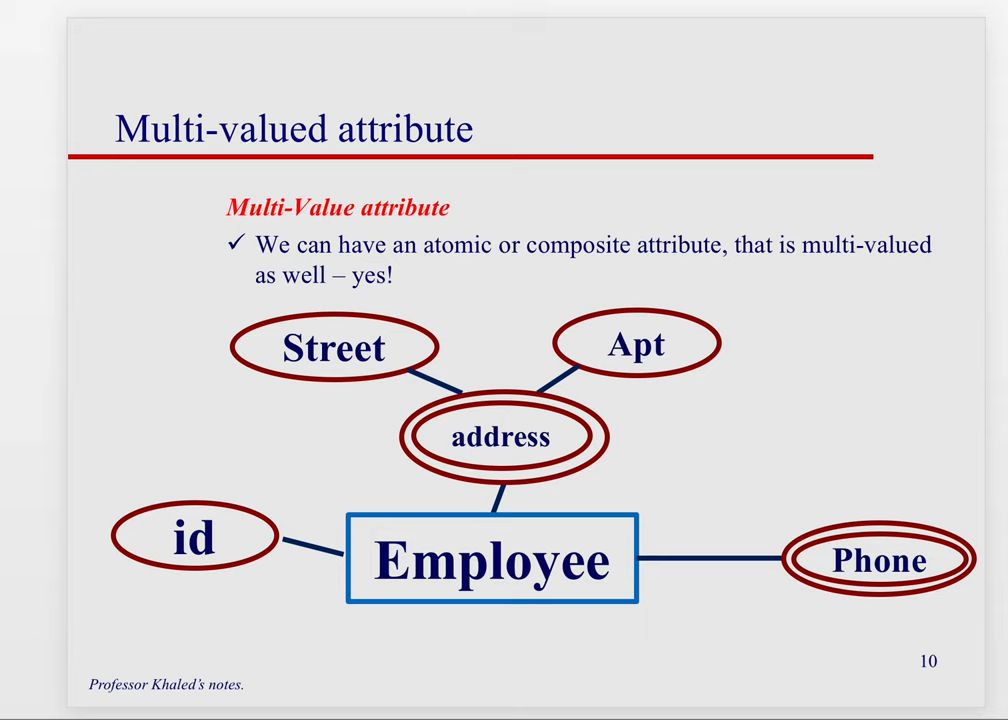 Multi-valued attribute
Multi-Value attribute
✓ We can have an atomic or composite attribute, that is multi-valued
as well – yes!
Street
Apt
address
id
Employee
Phone
10
Professor Khaled’s notes.